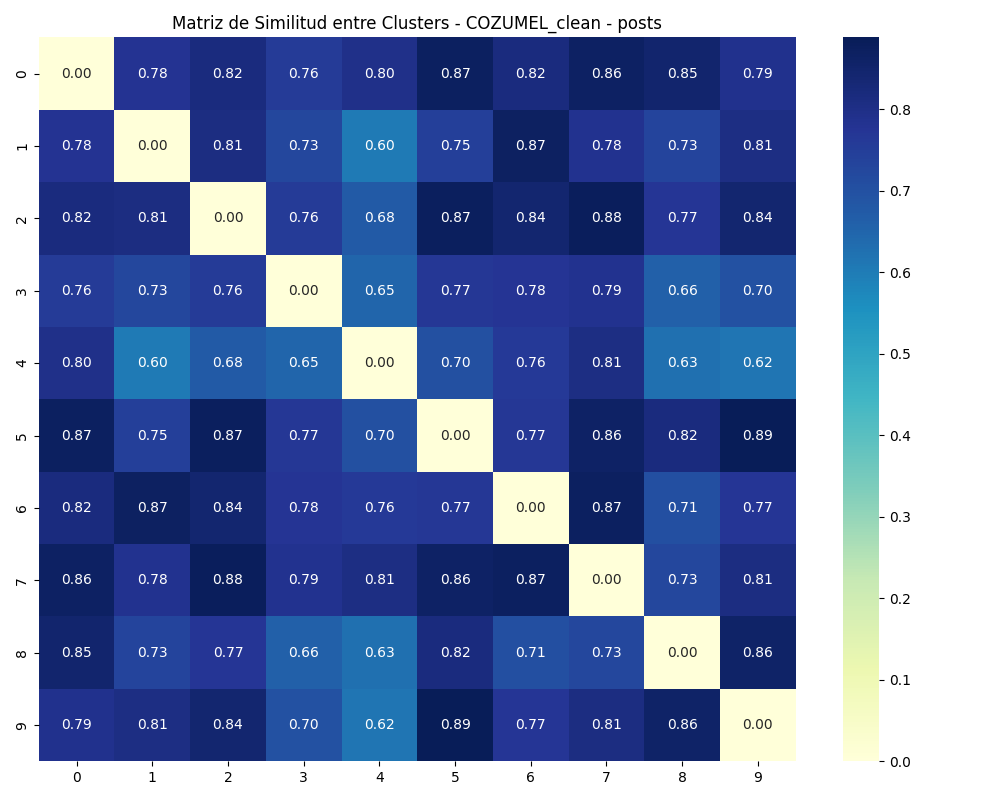 Matriz de Similitud entre Clusters - COZUMEL_clean - posts
0 0.00 0.78 0.82 0.76 0.80 0.87 0.82 0.86 0.85 0.79
1 0.78 0.00 0.81 0.73 0.60 0.75 0.87 0.78 0.73 0.81
2 0.82 0.81 0.00 0.76 0.68 0.87 0.84 0.88 0.77 0.84
3 0.76 0.73 0.76 0.00 0.65 0.77 0.78 0.79 0.66 0.70
4 0.80 0.60 0.68 0.65 0.00 0.70 0.76 0.81 0.63 0.62
5 0.87 0.75 0.87 0.77 0.70 0.00 0.77 0.86 0.82 0.89
6 0.82 0.87 0.84 0.78 0.76 0.77 0.00 0.87 0.71 0.77
7 0.86 0.78 0.88 0.79 0.81 0.86 0.87 0.00 0.73 0.81
8 0.85 0.73 0.77 0.66 0.63 0.82 0.71 0.73 0.00 0.86
9 0.79 0.81 0.84 0.70 0.62 0.89 0.77 0.81 0.86 0.00
0 1 2 3 4 5 6 7 8 9
0.8
0.7
0.6
0.5
0.4
0.3
0.2
0.1
0.0